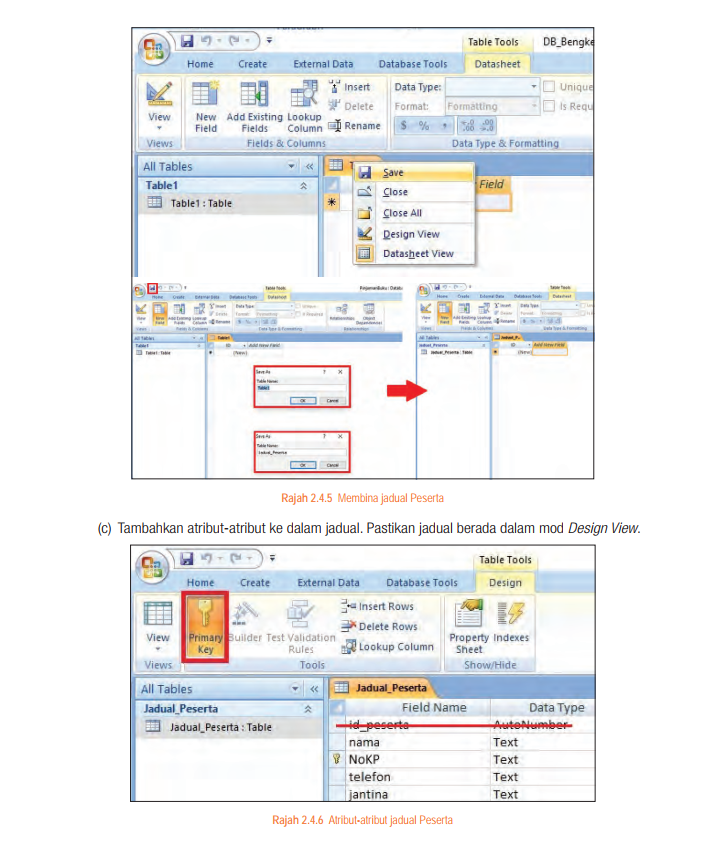 Table Tools DB_Bengke
Home Create External Data Database Tools Datasheet
View
Views
New Field
Add Existing Fields
Lookup Column
Insert
Delete
Rename
Fields & Columns
Data Type:
Format: Formatting
$ % ,
Unique
Is Requ
Data Type & Formatting
All Tables
Table1
Table1 : Table
Field
Save
Close
Close All
Design View
Datasheet View
Table Tools
Home Create External Data Database Tools Datasheet
All Tables
Table1
Table1 : Table
Table1
ID Add New Field
(New)
Save As ? X
Table Name:
Table1
OK Cancel
Save As ? X
Table Name:
Jadual_Peserta
OK Cancel
Table Tools
Home Create External Data Database Tools Datasheet
All Tables
Jadual_Peserta
Jadual_Peserta : Table
Jadual_P..
ID Add New Field
(New)
Rajah 2.4.5 Membina jadual Peserta
(c) Tambahkan atribut-atribut ke dalam jadual. Pastikan jadual berada dalam mod Design View.
Table Tools
Home Create External Data Database Tools Design
View
Views
Primary Key
Builder
Test Validation Rules
Insert Rows
Delete Rows
Lookup Column
Tools
Property Sheet
Indexes
Show/Hide
All Tables
Jadual_Peserta
Jadual_Peserta : Table
Jadual_Peserta
Field Name Data Type
id_peserta AutoNumber
nama Text
NoKP Text
telefon Text
jantina Text
Rajah 2.4.6 Atribut-atribut jadual Peserta